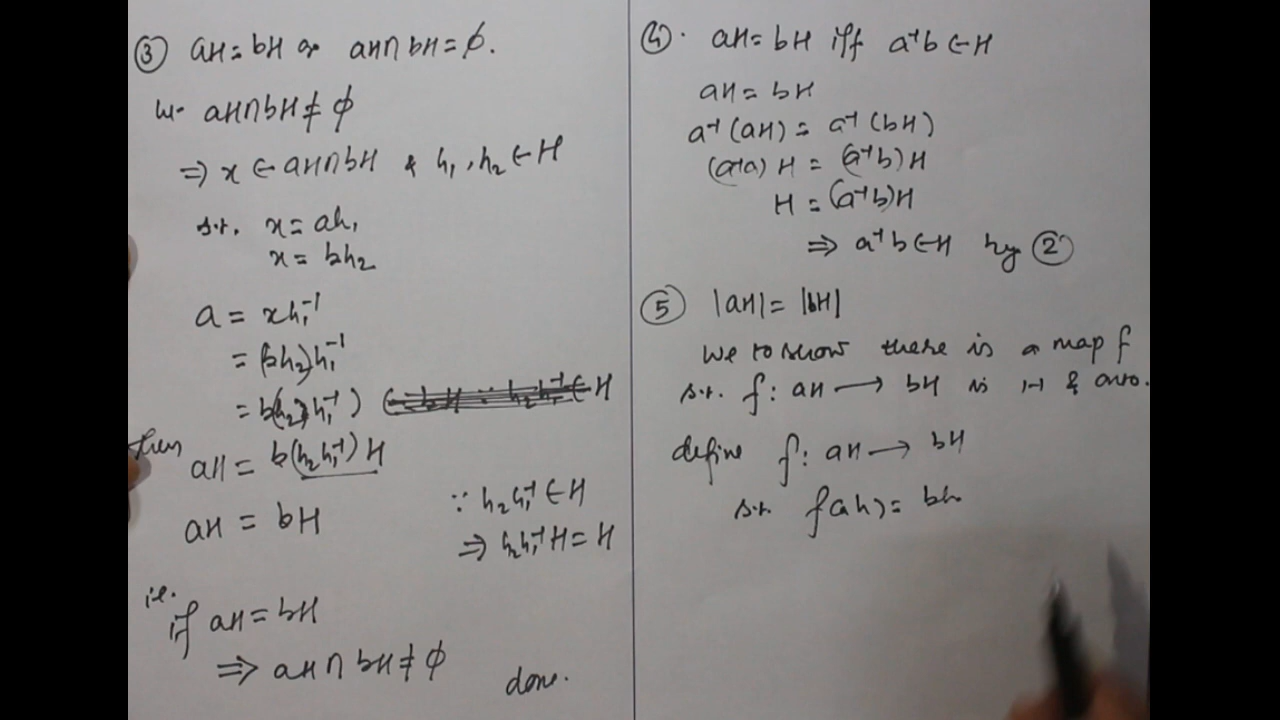 ③ aH = bH or aH ∩ bH = ϕ.
let aH ∩ bH ≠ ϕ
⇒ x ∈ aH ∩ bH & h₁, h₂ ∈ H
s.t. x = ah₁
x = bh₂
a = xh₁⁻¹
= (bh₂)h₁⁻¹
= b(h₂h₁⁻¹)
then aH = b(h₂h₁⁻¹)H
aH = bH
∵ h₂h₁⁻¹ ∈ H
⇒ h₂h₁⁻¹H = H
i.e. if aH = bH
⇒ aH ∩ bH ≠ ϕ
done.
④. aH = bH iff a⁻¹b ∈ H
aH = bH
a⁻¹(aH) = a⁻¹(bH)
(a⁻¹a)H = (a⁻¹b)H
H = (a⁻¹b)H
⇒ a⁻¹b ∈ H by ②
⑤ |aH| = |bH|
We to show there is a map f
s.t. f: aH ⟶ bH is 1-1 & onto.
define f: aH ⟶ bH
s.t. f(ah) = bh